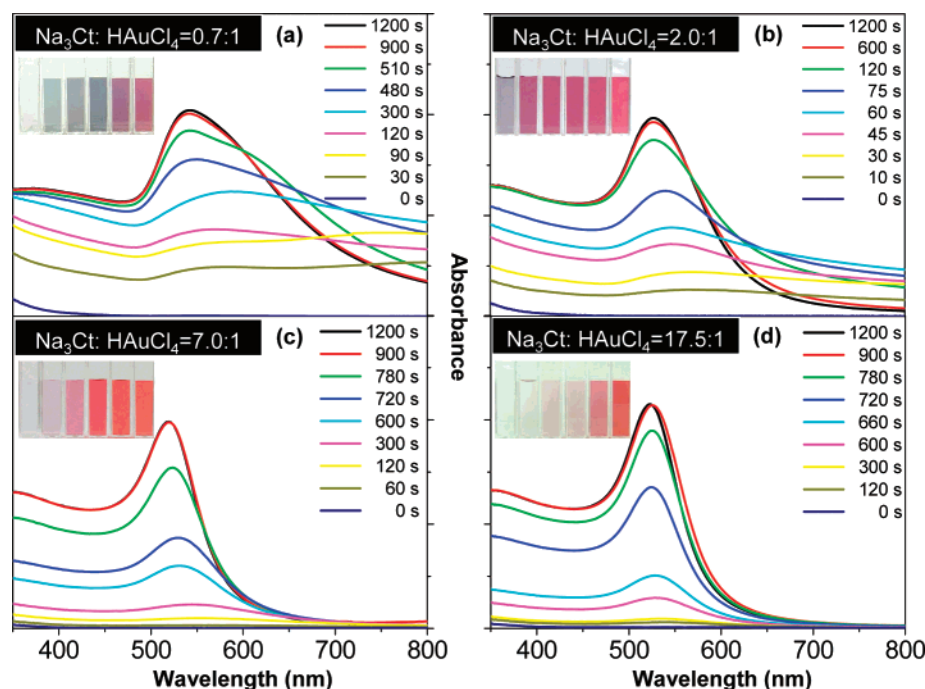 Na₃Ct: HAuCl₄=0.7:1 (a)
1200 s
900 s
510 s
480 s
300 s
120 s
90 s
30 s
0 s
Na₃Ct: HAuCl₄=2.0:1 (b)
1200 s
600 s
120 s
75 s
60 s
45 s
30 s
10 s
0 s
Absorbance
Na₃Ct: HAuCl₄=7.0:1 (c)
1200 s
900 s
780 s
720 s
600 s
300 s
120 s
60 s
0 s
Na₃Ct: HAuCl₄=17.5:1 (d)
1200 s
900 s
780 s
720 s
660 s
600 s
300 s
120 s
0 s
400 500 600 700 800
Wavelength (nm)
400 500 600 700 800
Wavelength (nm)